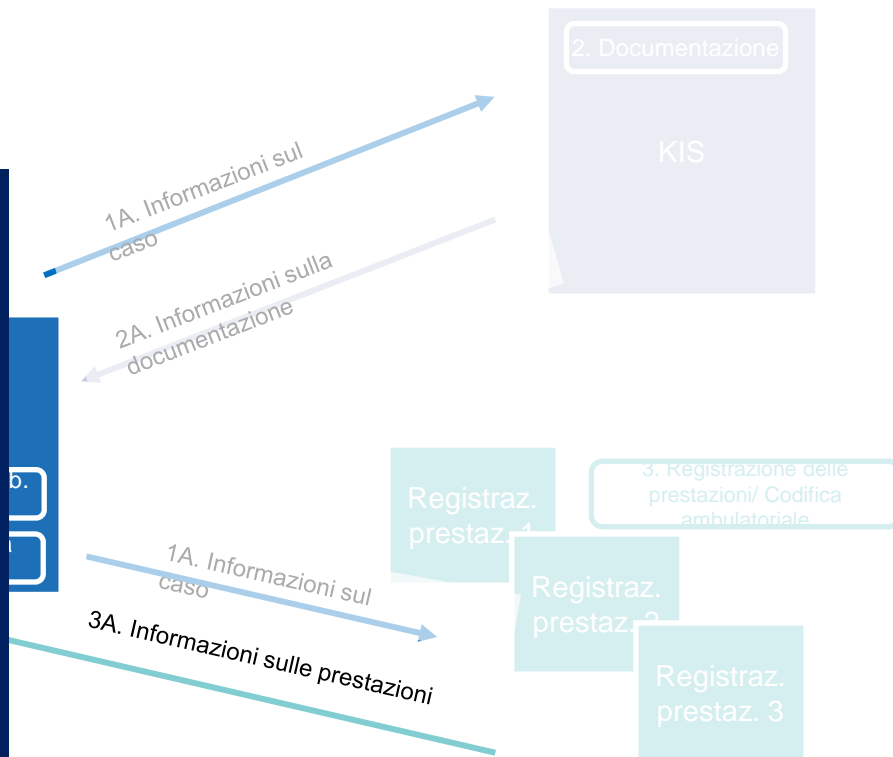 2. Documentazione
KIS
1A. Informazioni sul
caso
2A. Informazioni sulla
documentazione
b.
a
3. Registrazione delle
prestazioni/ Codifica
ambulatoriale
Registraz.
prestaz. 1
1A. Informazioni sul
caso
Registraz.
prestaz. 2
3A. Informazioni sulle prestazioni
Registraz.
prestaz. 3